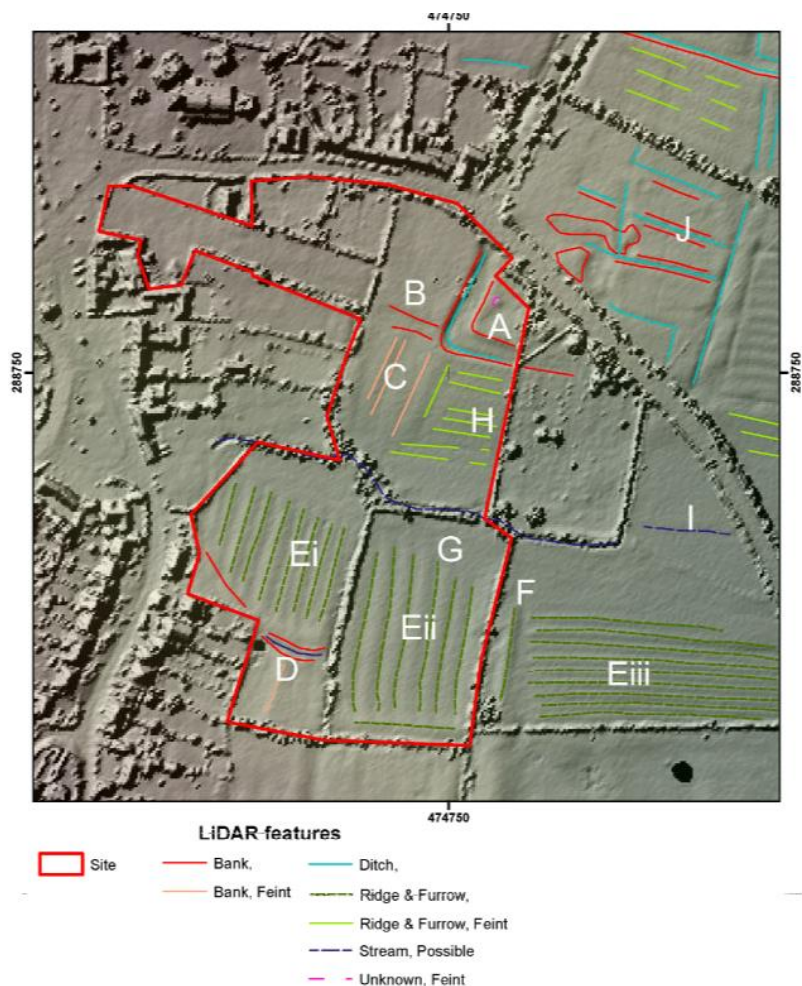 474750
288750
288750
J
B
A
C
H
I
G
Ei
F
Eii
Eiii
D
474750
LiDAR features
Site
Bank,
Ditch,
Bank, Feint
Ridge & Furrow,
Ridge & Furrow, Feint
Stream, Possible
Unknown, Feint